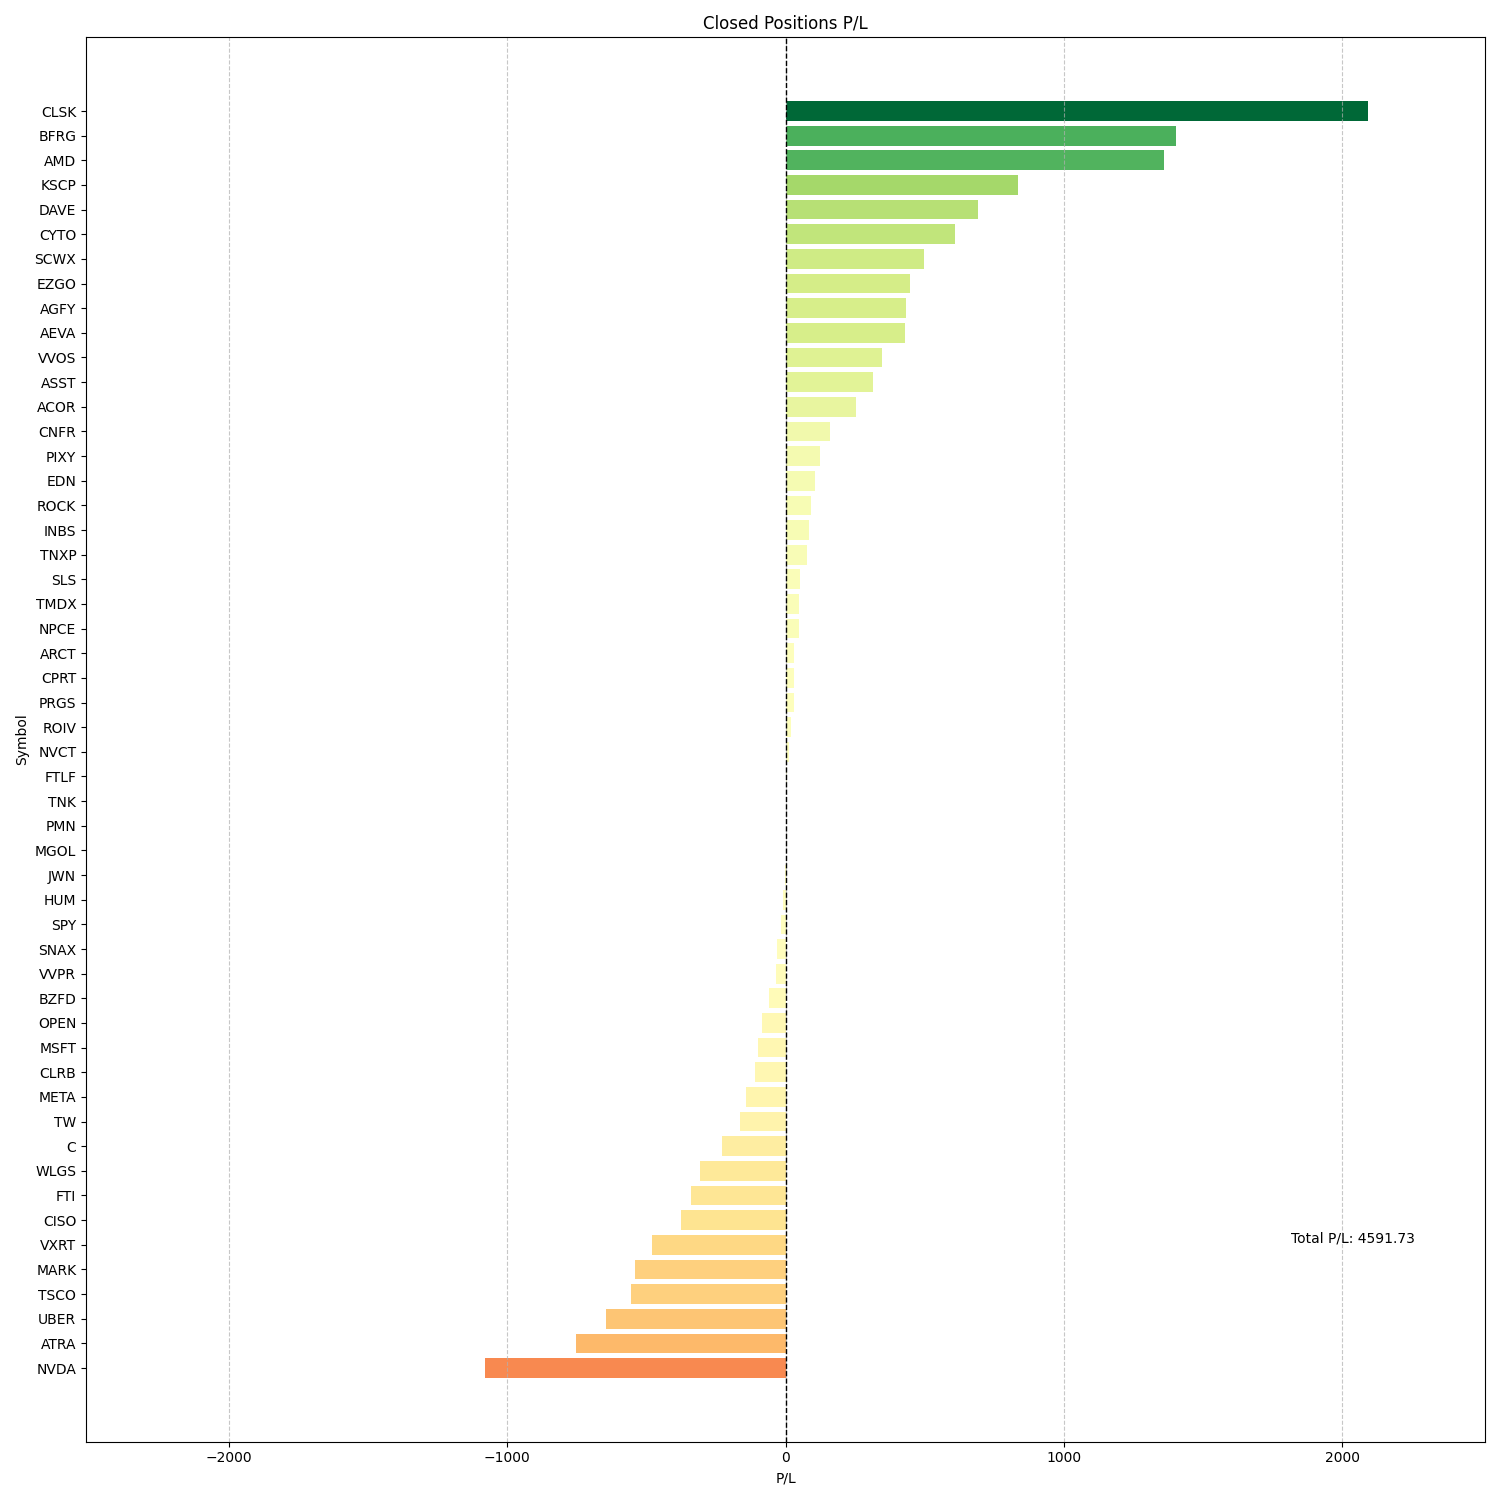 Closed Positions P/L
CLSK
BFRG
AMD
KSCP
DAVE
CYTO
SCWX
EZGO
AGFY
AEVA
VVOS
ASST
ACOR
CNFR
PIXY
EDN
ROCK
INBS
TNXP
SLS
TMDX
NPCE
ARCT
CPRT
PRGS
ROIV
NVCT
FTLF
TNK
PMN
MGOL
JWN
HUM
SPY
SNAX
VVPR
BZFD
OPEN
MSFT
CLRB
META
TW
C
WLGS
FTI
CISO
VXRT
MARK
TSCO
UBER
ATRA
NVDA
Symbol
Total P/L: 4591.73
−2000 −1000 0 1000 2000
P/L